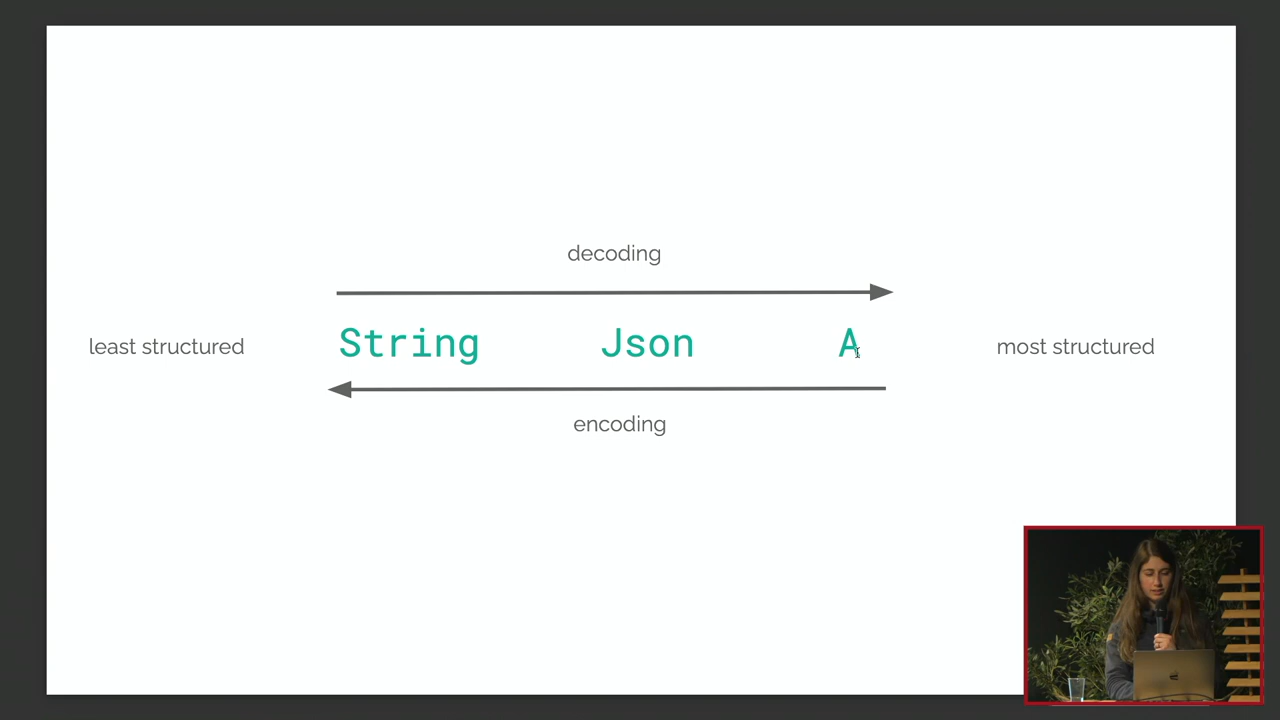 decoding
least structured String Json A most structured
encoding